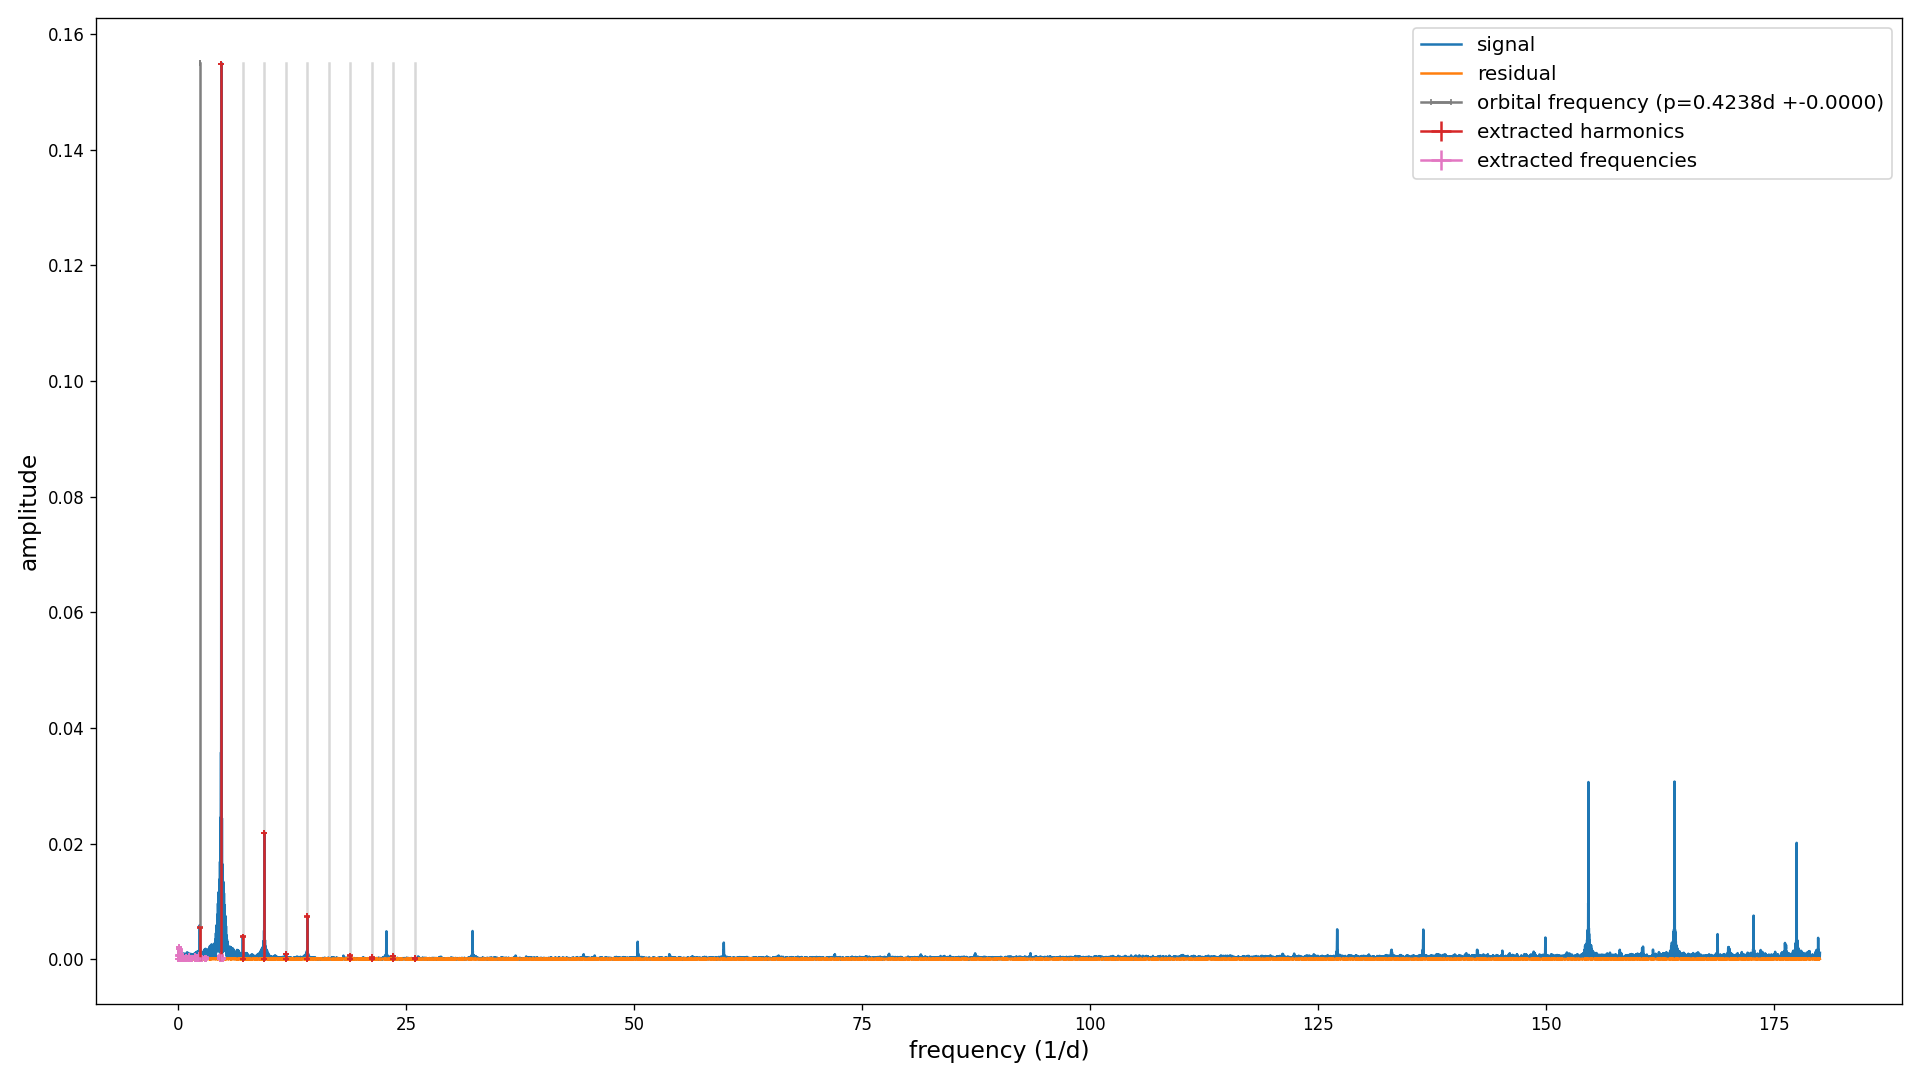 0.16
0.14
0.12
0.10
0.08
0.06
0.04
0.02
0.00
amplitude
0
25
50
75
100
125
150
175
frequency (1/d)
signal
residual
orbital frequency (p=0.4238d +-0.0000)
extracted harmonics
extracted frequencies